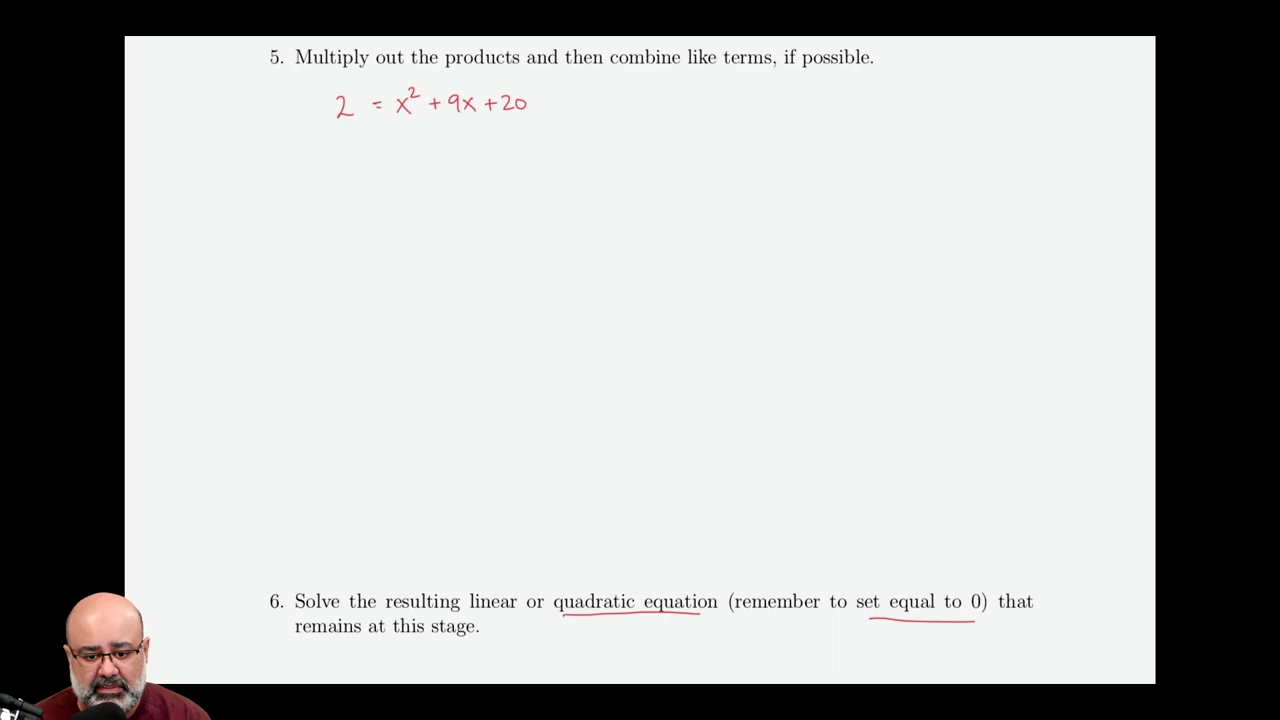 5. Multiply out the products and then combine like terms, if possible.
2 = x² + 9x + 20
6. Solve the resulting linear or quadratic equation (remember to set equal to 0) that
remains at this stage.